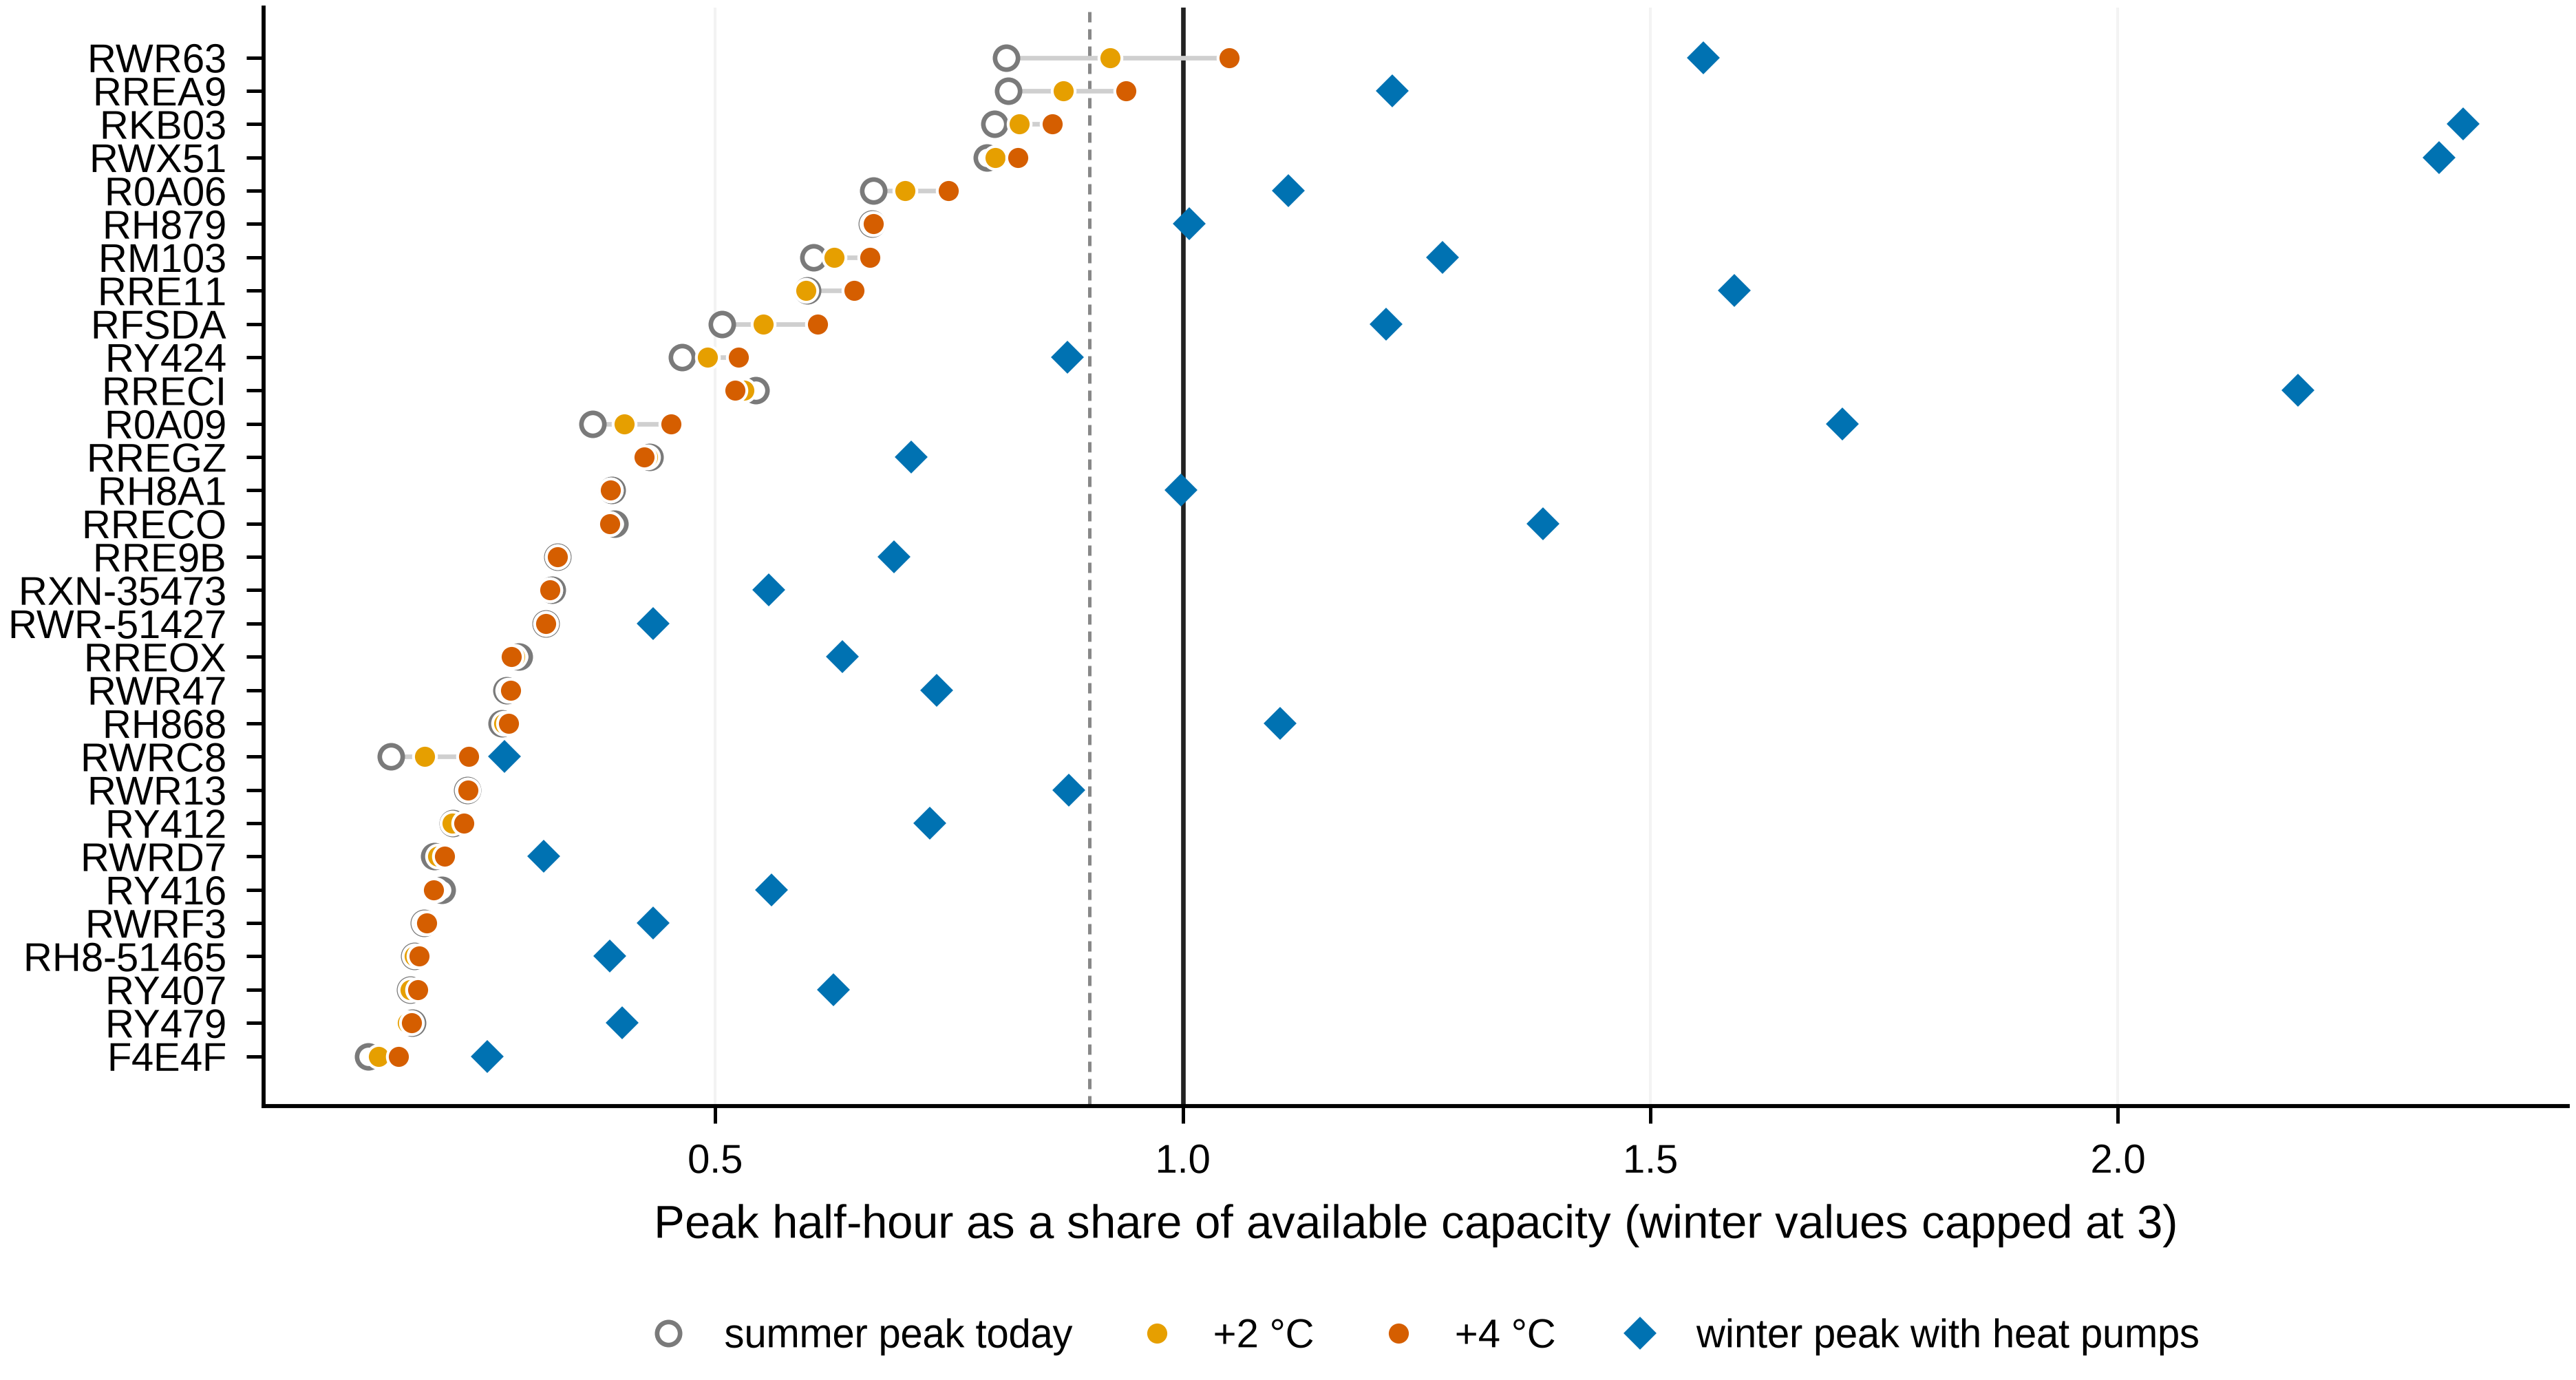 RWR63
RREA9
RKB03
RWX51
R0A06
RH879
RM103
RRE11
RFSDA
RY424
RRECI
R0A09
RREGZ
RH8A1
RRECO
RRE9B
RXN-35473
RWR-51427
RREOX
RWR47
RH868
RWRC8
RWR13
RY412
RWRD7
RY416
RWRF3
RH8-51465
RY407
RY479
F4E4F
0.5 1.0 1.5 2.0
Peak half-hour as a share of available capacity (winter values capped at 3)
summer peak today +2 °C +4 °C winter peak with heat pumps